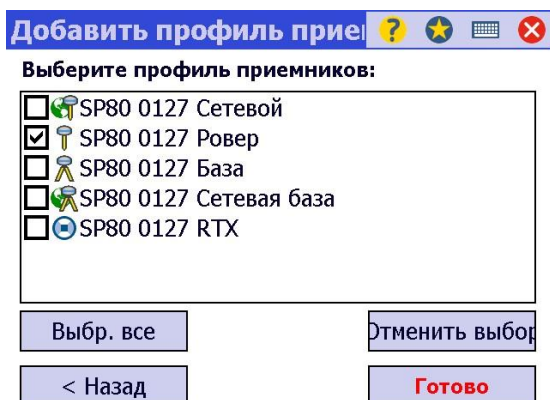 Добавить профиль прие
Выберите профиль приемников:
SP80 0127 Сетевой
SP80 0127 Ровер
SP80 0127 База
SP80 0127 Сетевая база
SP80 0127 RTX
Выбр. все
Отменить выбор
< Назад
Готово